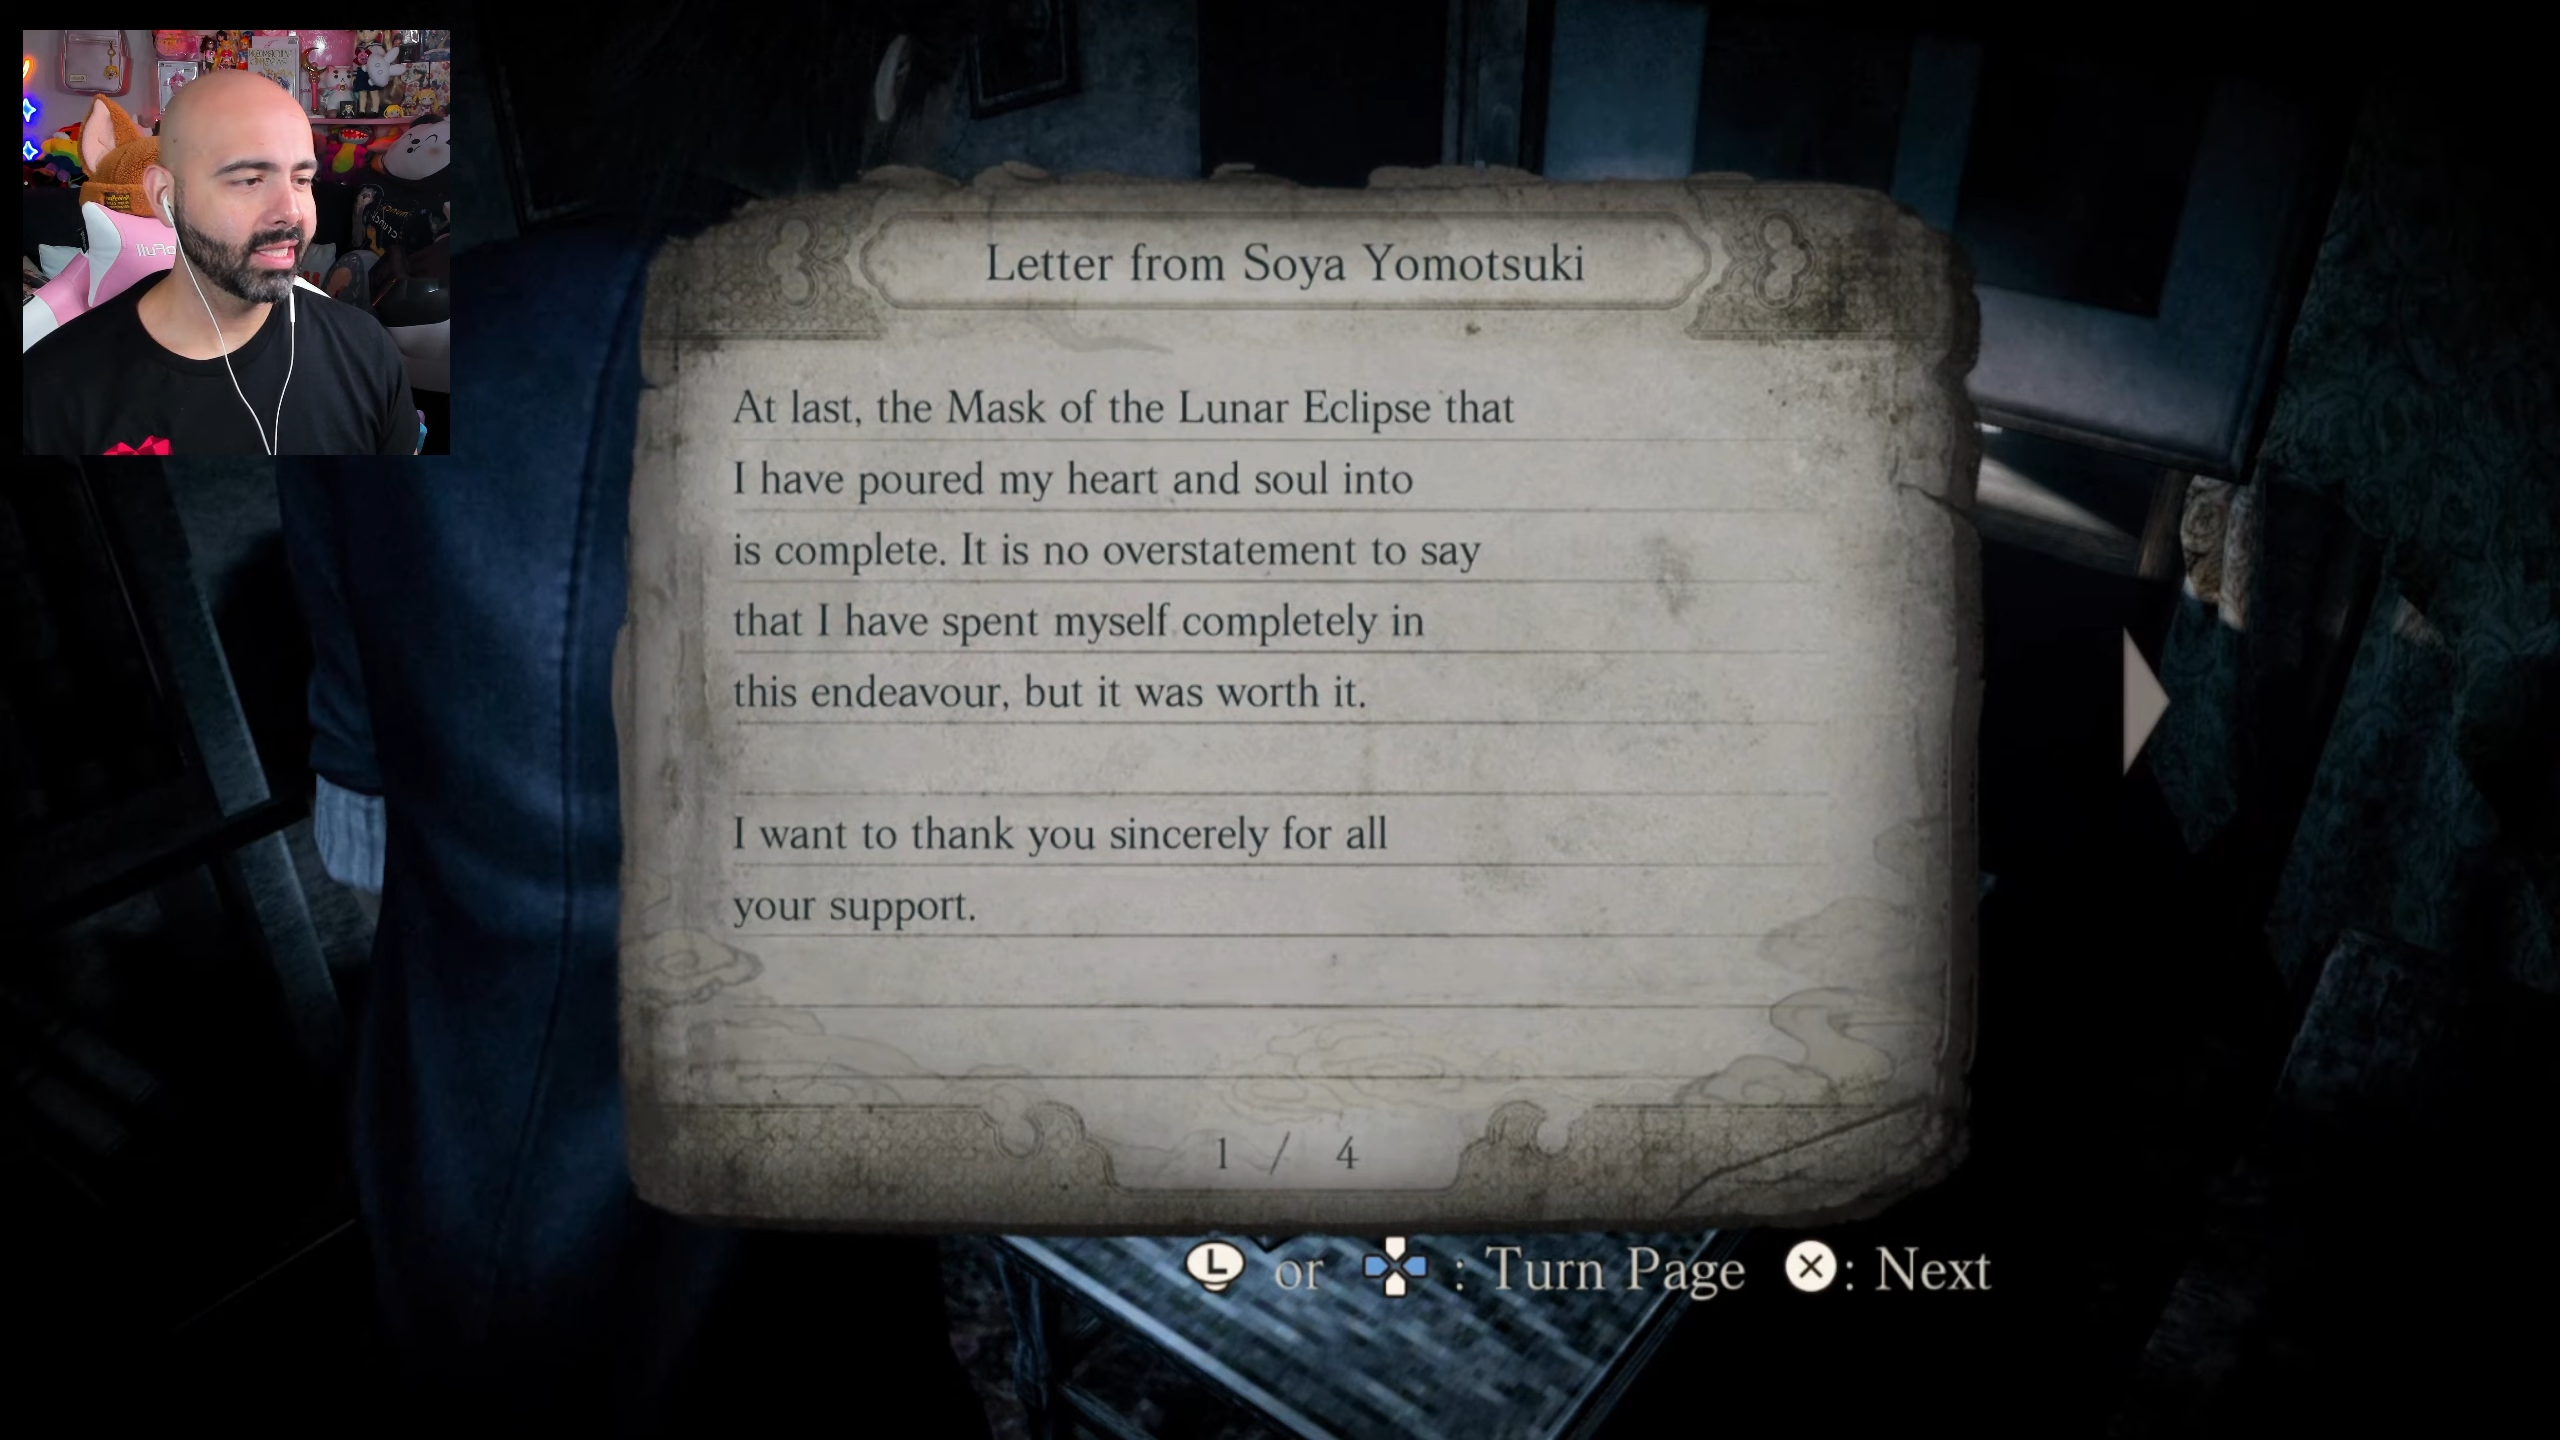 Letter from Soya Yomotsuki
At last, the Mask of the Lunar Eclipse that
I have poured my heart and soul into
is complete. It is no overstatement to say
that I have spent myself completely in
this endeavour, but it was worth it.
I want to thank you sincerely for all
your support.
1 / 4
L or : Turn Page X: Next